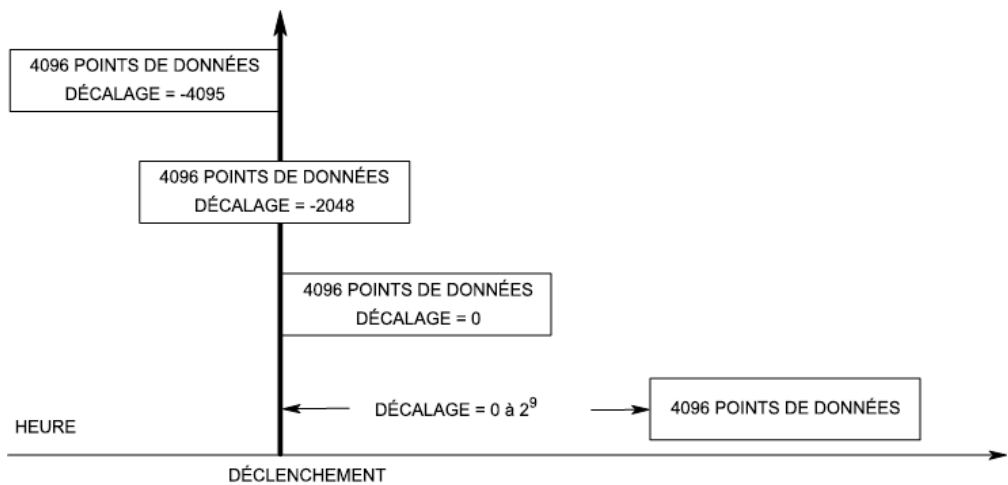 4096 POINTS DE DONNÉES
DÉCALAGE = -4095
4096 POINTS DE DONNÉES
DÉCALAGE = -2048
4096 POINTS DE DONNÉES
DÉCALAGE = 0
DÉCALAGE = 0 à 2⁹
4096 POINTS DE DONNÉES
HEURE
DÉCLENCHEMENT